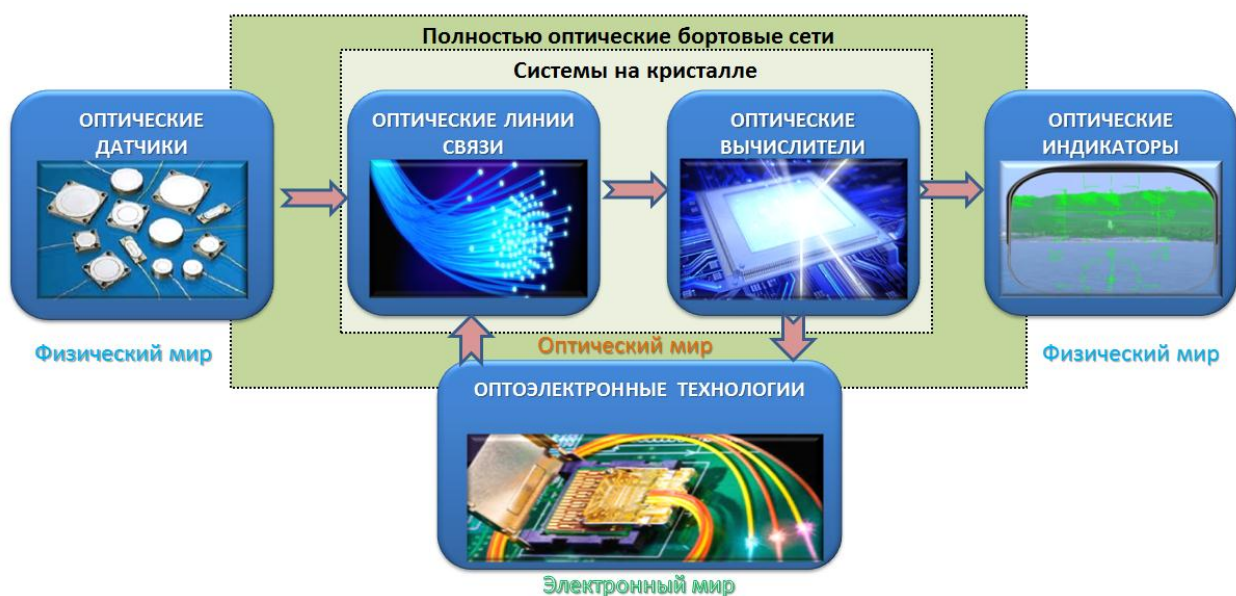 Полностью оптические бортовые сети
Системы на кристалле
ОПТИЧЕСКИЕ
ДАТЧИКИ
ОПТИЧЕСКИЕ ЛИНИИ
СВЯЗИ
ОПТИЧЕСКИЕ
ВЫЧИСЛИТЕЛИ
ОПТИЧЕСКИЕ
ИНДИКАТОРЫ
Физический мир
Оптический мир
Физический мир
ОПТОЭЛЕКТРОННЫЕ ТЕХНОЛОГИИ
Электронный мир